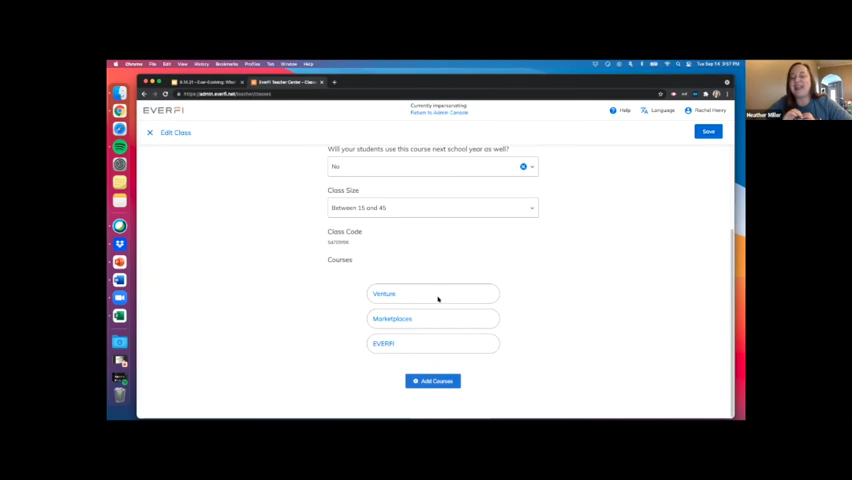 Chrome File Edit View History Bookmarks Profiles Tab Window Help
Tue Sep 14 3:57 PM
EVERFI Teacher Center - Classe
https://admin.everfi.net/teacher/classes
EVERFI
Currently impersonating
Return to Admin Console
Help
Language
Rachel Henry
Edit Class
Save
Will your students use this course next school year as well?
No
Class Size
Between 15 and 45
Class Code
Courses
Venture
Marketplaces
EVERFI
Add Courses
Heather Miller